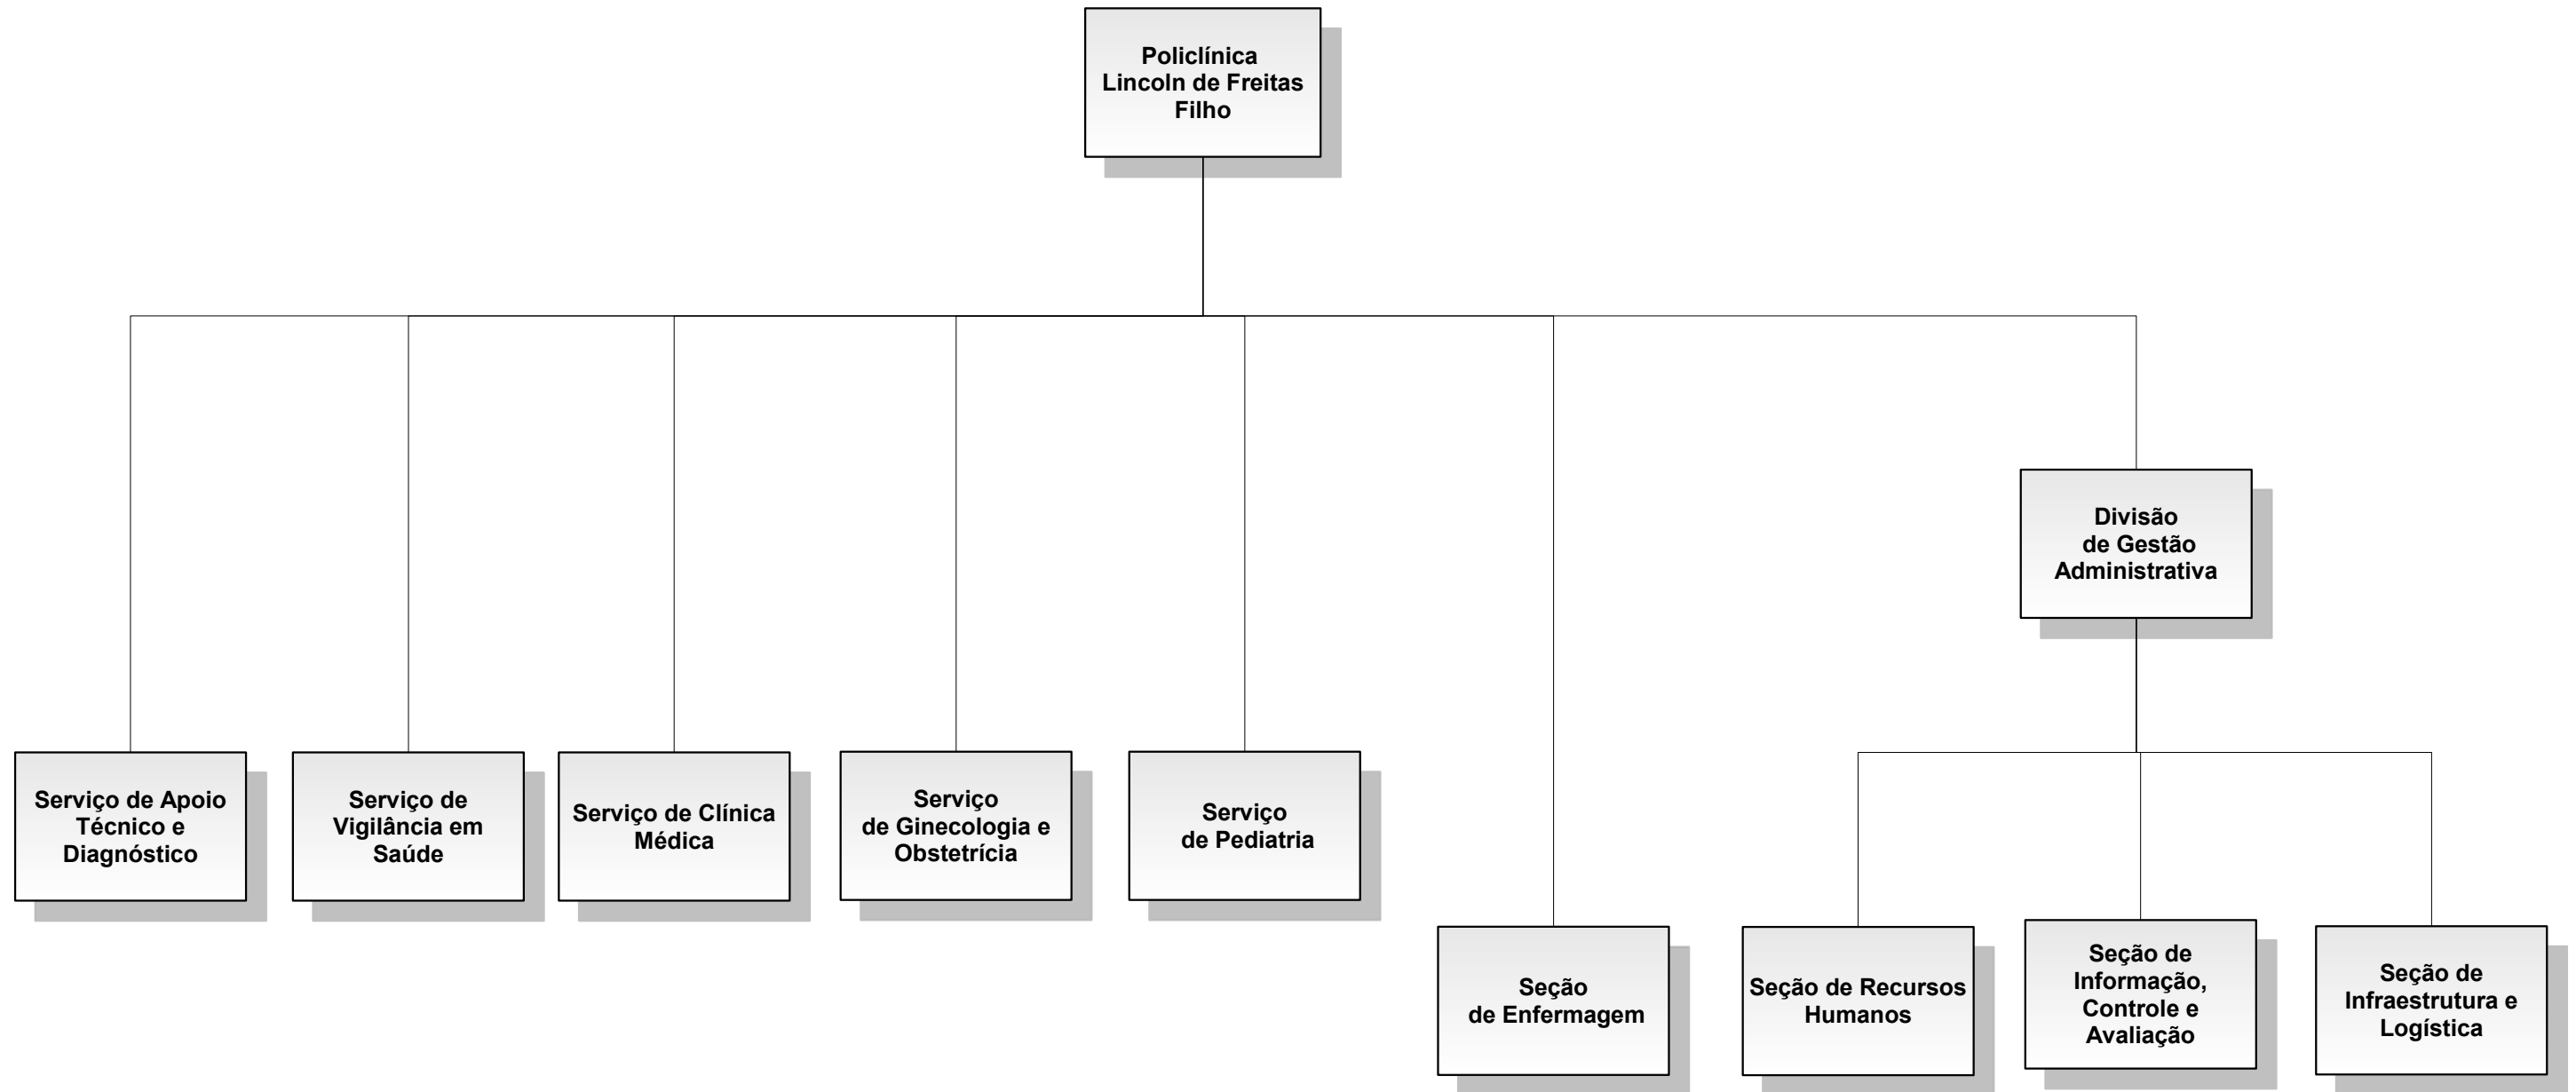 Policlínica
Lincoln de Freitas
Filho
Divisão
de Gestão
Administrativa
Serviço de Apoio
Técnico e
Diagnóstico
Serviço de
Vigilância em
Saúde
Serviço de Clínica
Médica
Serviço
de Ginecologia e
Obstetrícia
Serviço
de Pediatria
Seção
de Enfermagem
Seção de Recursos
Humanos
Seção de
Informação,
Controle e
Avaliação
Seção de
Infraestrutura e
Logística